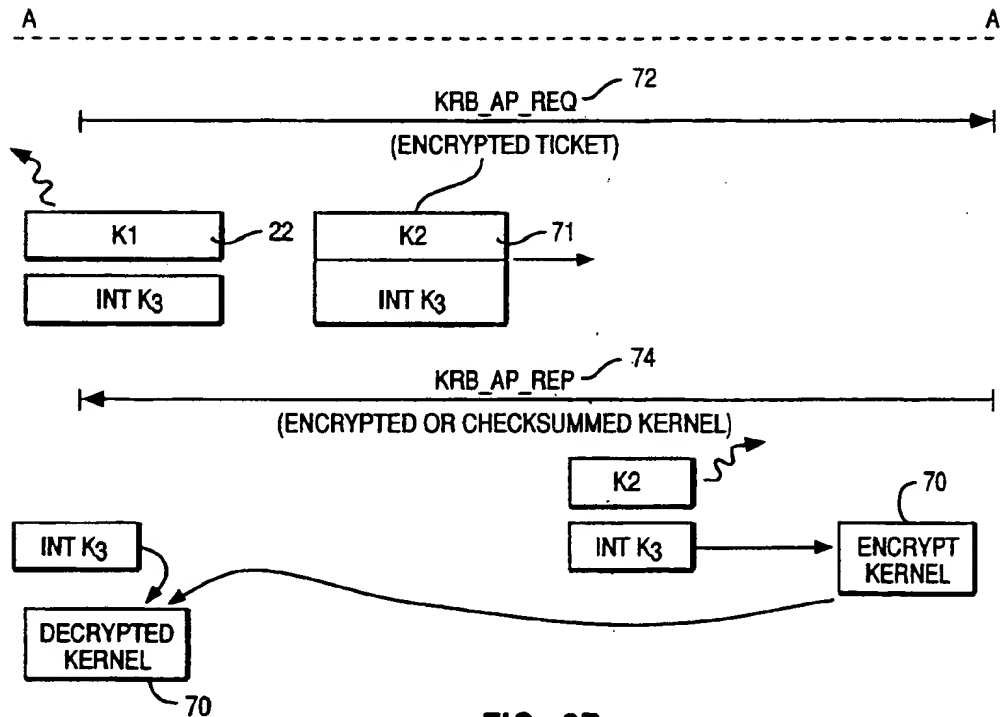 A A
KRB_AP_REQ 72
(ENCRYPTED TICKET)
K1 22
INT K3
K2 71
INT K3
KRB_AP_REP 74
(ENCRYPTED OR CHECKSUMMED KERNEL)
K2
INT K3
70
ENCRYPT
KERNEL
INT K3
DECRYPTED
KERNEL
70